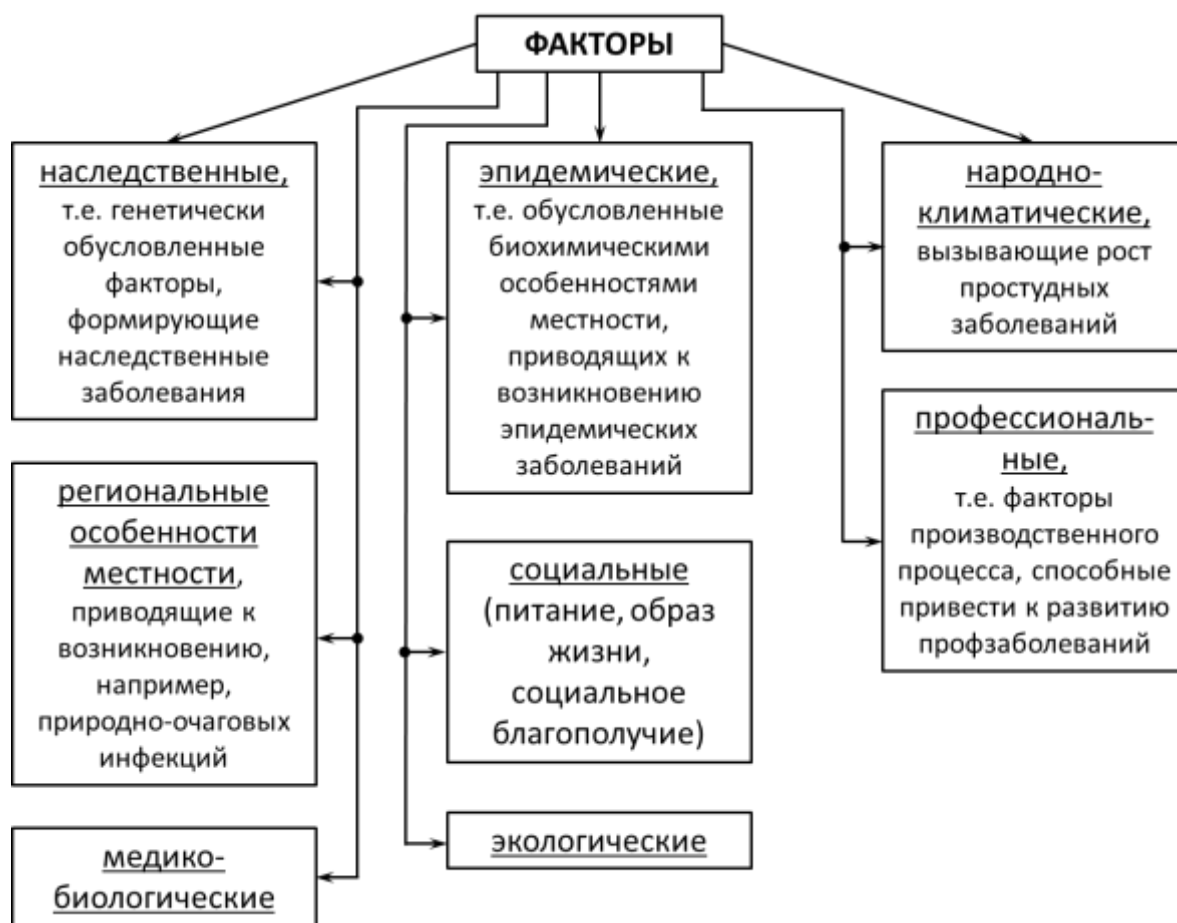 ФАКТОРЫ
наследственные,
т.е. генетически
обусловленные
факторы,
формирующие
наследственные
заболевания
региональные
особенности
местности,
приводящие к
возникновению,
например,
природно-очаговых
инфекций
медико-
биологические
эпидемические,
т.е. обусловленные
биохимическими
особенностями
местности,
приводящих к
возникновению
эпидемических
заболеваний
социальные
(питание, образ
жизни,
социальное
благополучие)
экологические
народно-
климатические,
вызывающие рост
простудных
заболеваний
профессиональ-
ные,
т.е. факторы
производственного
процесса, способные
привести к развитию
профзаболеваний